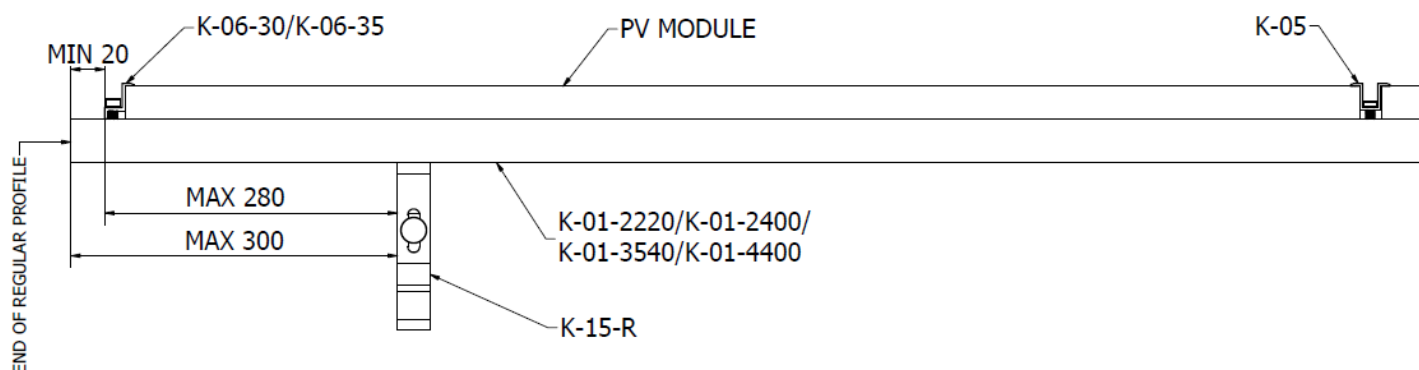 K-06-30/K-06-35
PV MODULE
K-05
MIN 20
END OF REGULAR PROFILE
MAX 280
MAX 300
K-01-2220/K-01-2400/
K-01-3540/K-01-4400
K-15-R